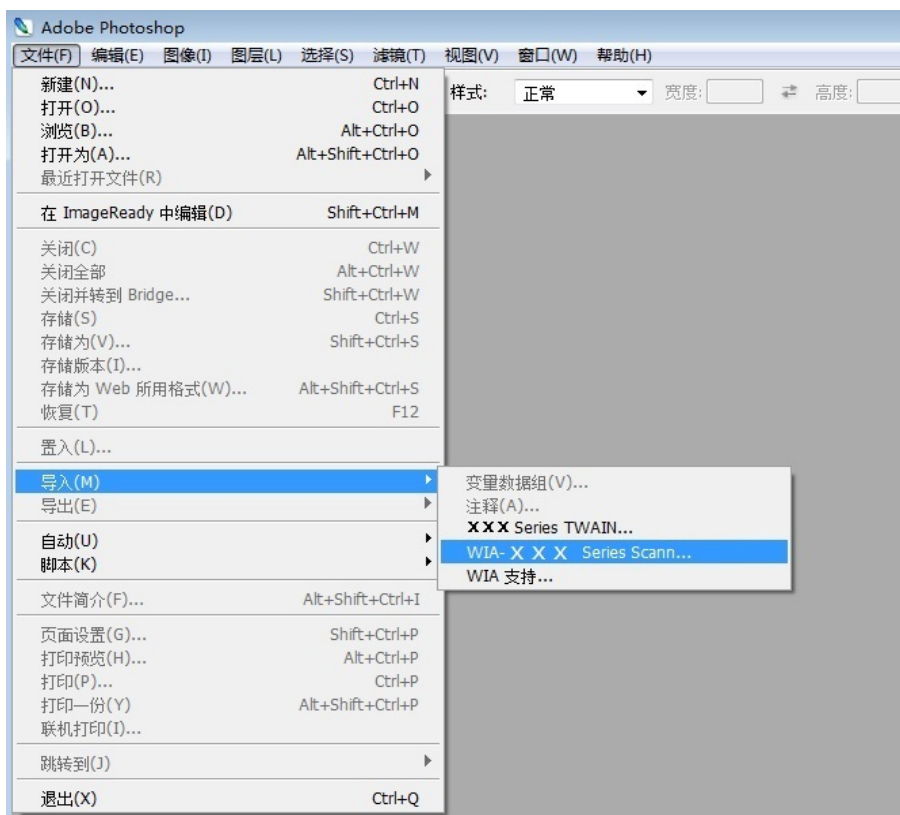 Adobe Photoshop
文件(F) 编辑(E) 图像(I) 图层(L) 选择(S) 滤镜(T) 视图(V) 窗口(W) 帮助(H)
样式: 正常 宽度: 高度:
新建(N)... Ctrl+N
打开(O)... Ctrl+O
浏览(B)... Alt+Ctrl+O
打开为(A)... Alt+Shift+Ctrl+O
最近打开文件(R)
在 ImageReady 中编辑(D) Shift+Ctrl+M
关闭(C) Ctrl+W
关闭全部 Alt+Ctrl+W
关闭并转到 Bridge... Shift+Ctrl+W
存储(S) Ctrl+S
存储为(V)... Shift+Ctrl+S
存储版本(I)...
存储为 Web 所用格式(W)... Alt+Shift+Ctrl+S
恢复(T) F12
置入(L)...
导入(M)
导出(E)
自动(U)
脚本(K)
文件简介(F)... Alt+Shift+Ctrl+I
页面设置(G)... Shift+Ctrl+P
打印预览(H)... Alt+Ctrl+P
打印(P)... Ctrl+P
打印一份(Y) Alt+Shift+Ctrl+P
联机打印(I)...
跳转到(J)
退出(X) Ctrl+Q
变量数据组(V)...
注释(A)...
XXX Series TWAIN...
WIA-X X X Series Scann...
WIA 支持...